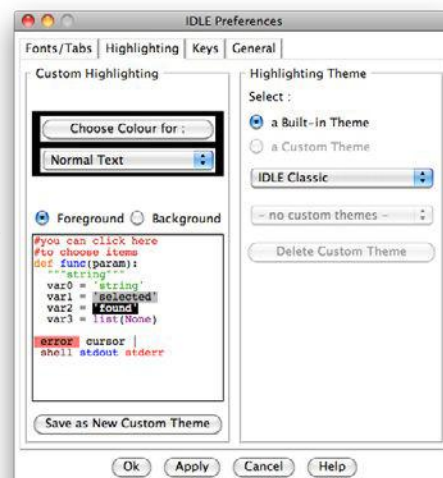 IDLE Preferences
Fonts/Tabs Highlighting Keys General
Custom Highlighting
Choose Colour for :
Normal Text
Foreground Background
#you can click here
#to choose items
def func(param):
"""string"""
var0 = 'string'
var1 = 'selected'
var2 = 'found'
var3 = list(None)
error cursor |
shell stdout stderr
Save as New Custom Theme
Highlighting Theme
Select :
a Built-in Theme
a Custom Theme
IDLE Classic
- no custom themes -
Delete Custom Theme
Ok Apply Cancel Help